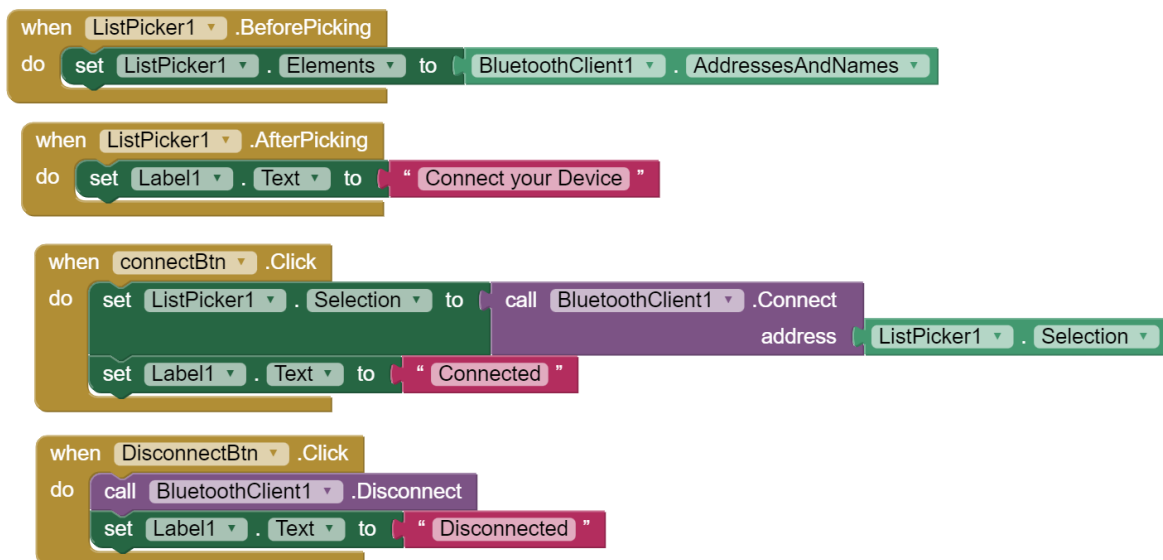 when ListPicker1 .BeforePicking
do set ListPicker1 . Elements to BluetoothClient1 . AddressesAndNames
when ListPicker1 .AfterPicking
do set Label1 . Text to “ Connect your Device ”
when connectBtn .Click
do set ListPicker1 . Selection to call BluetoothClient1 .Connect
address ListPicker1 . Selection
set Label1 . Text to “ Connected ”
when DisconnectBtn .Click
do call BluetoothClient1 .Disconnect
set Label1 . Text to “ Disconnected ”